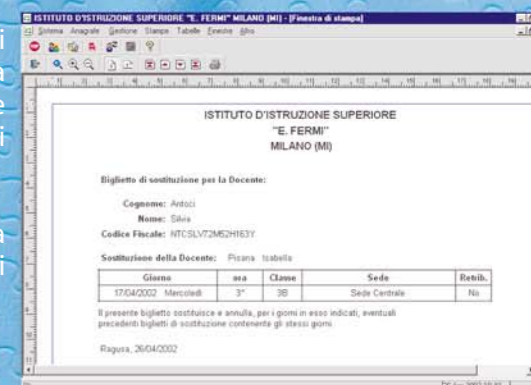 ISTITUTO D'ISTRUZIONE SUPERIORE "E. FERMI" MILANO (MI) - [Finestra di stampa]
Sistema Anagrafe Gestione Stampe Tabelle Finestre Altro
ISTITUTO D'ISTRUZIONE SUPERIORE
"E. FERMI"
MILANO (MI)
Biglietto di sostituzione per la Docente:
Cognome: Antoci
Nome: Silvia
Codice Fiscale: NTCSLV72M52H163Y
Sostituzione della Docente: Pisana Isabella
Giorno ora Classe Sede Retrib.
17/04/2002 Mercoledì 3° 3B Sede Centrale No
Il presente biglietto sostituisce e annulla, per i giorni in esso indicati, eventuali
precedenti biglietti di sostituzione contenente gli stessi giorni.
Ragusa, 26/04/2002